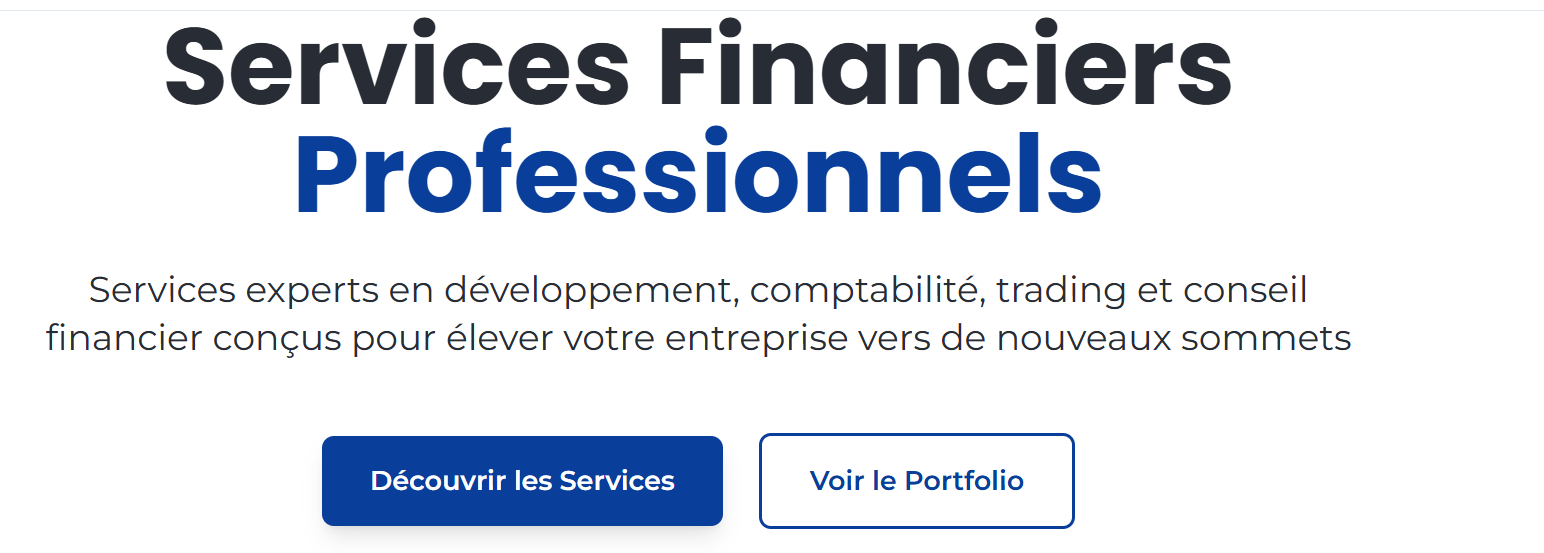 Services Financiers
Professionnels
Services experts en développement, comptabilité, trading et conseil
financier conçus pour élever votre entreprise vers de nouveaux sommets
Découvrir les Services
Voir le Portfolio